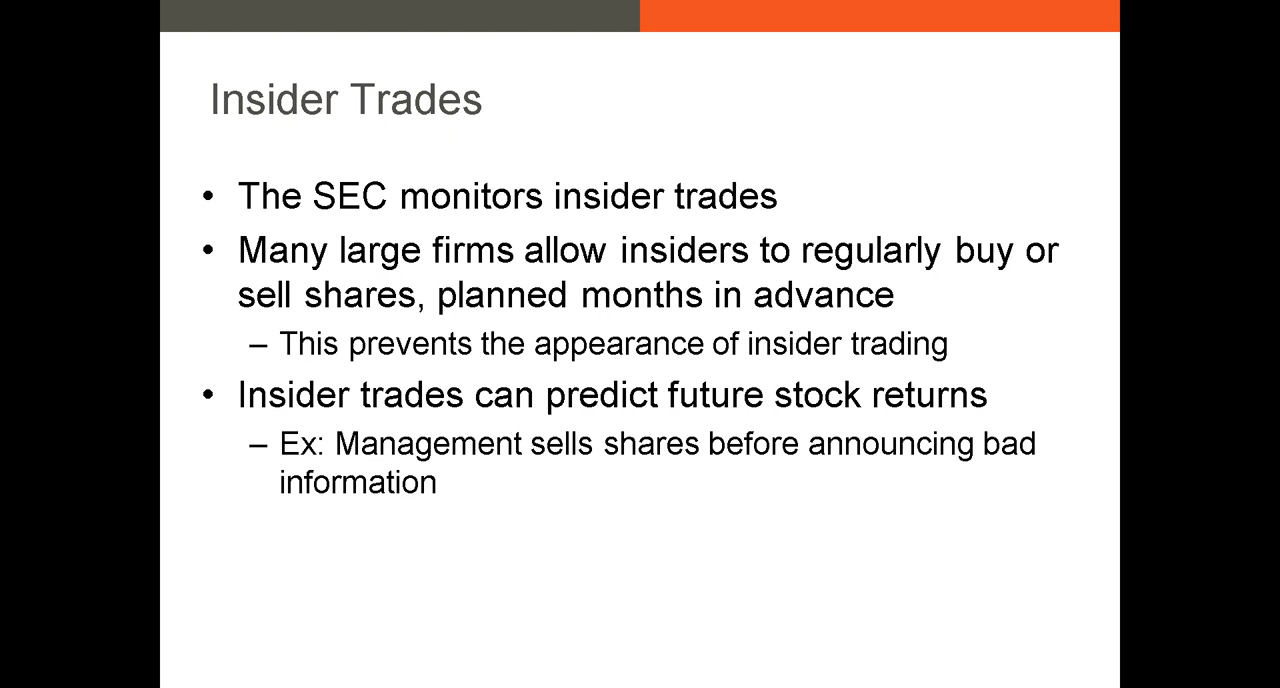 Insider Trades
• The SEC monitors insider trades
• Many large firms allow insiders to regularly buy or
sell shares, planned months in advance
– This prevents the appearance of insider trading
• Insider trades can predict future stock returns
– Ex: Management sells shares before announcing bad
information